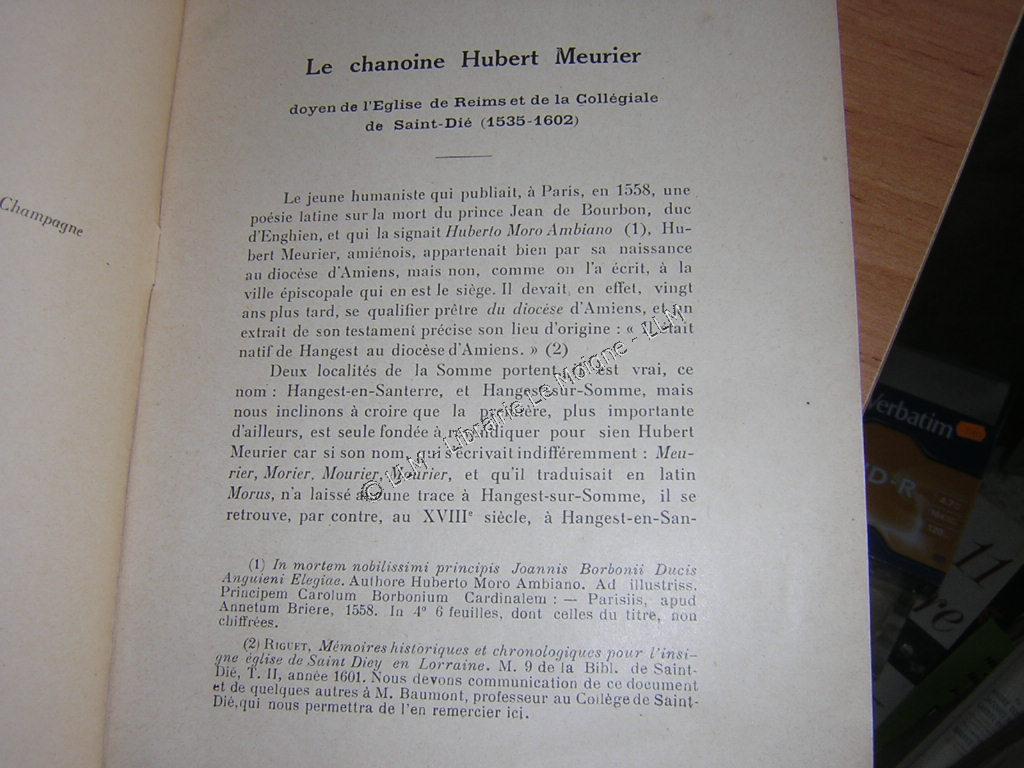 Champagne
Le chanoine Hubert Meurier
doyen de l'Eglise de Reims et de la Collégiale
de Saint-Dié (1535-1602)
Le jeune humaniste qui publiait, à Paris, en 1558, une
poésie latine sur la mort du prince Jean de Bourbon, duc
d'Enghien, et qui la signait Huberto Moro Ambiano (1), Hu-
bert Meurier, amiénois, appartenait bien par sa naissance
au diocèse d'Amiens, mais non, comme on l'a écrit, à la
ville épiscopale qui en est le siège. Il devait, en effet, vingt
ans plus tard, se qualifier prêtre du diocèse d'Amiens, et un
extrait de son testament précise son lieu d'origine : « Il était
natif de Hangest au diocèse d'Amiens. » (2)
Deux localités de la Somme portent, il est vrai, ce
nom : Hangest-en-Santerre, et Hangest-sur-Somme, mais
nous inclinons à croire que la première, plus importante
d'ailleurs, est seule fondée à revendiquer pour sien Hubert
Meurier car si son nom, qui s'écrivait indifféremment : Meu-
rier, Morier, Mourier, Meurier, et qu'il traduisait en latin
Morus, n'a laissé aucune trace à Hangest-sur-Somme, il se
retrouve, par contre, au XVIIIe siècle, à Hangest-en-San-
(1) In mortem nobilissimi principis Joannis Borbonii Ducis
Anguieni Elegiae. Authore Huberto Moro Ambiano. Ad illustriss.
Principem Carolum Borbonium Cardinalem : — Parisiis, apud
Annetum Briere, 1558. In 4° 6 feuilles, dont celles du titre, non
chiffrées.
(2) RIGUET, Mémoires historiques et chronologiques pour l'insi-
gne église de Saint Diey en Lorraine. M. 9 de la Bibl. de Saint-
Dié, T. II, année 1601. Nous devons communication de ce document
et de quelques autres à M. Baumont, professeur au Collège de Saint-
Dié, qui nous permettra de l'en remercier ici.
© LLM - Librairie Le Moigne - LLM
Verbatim
D-R
11
re